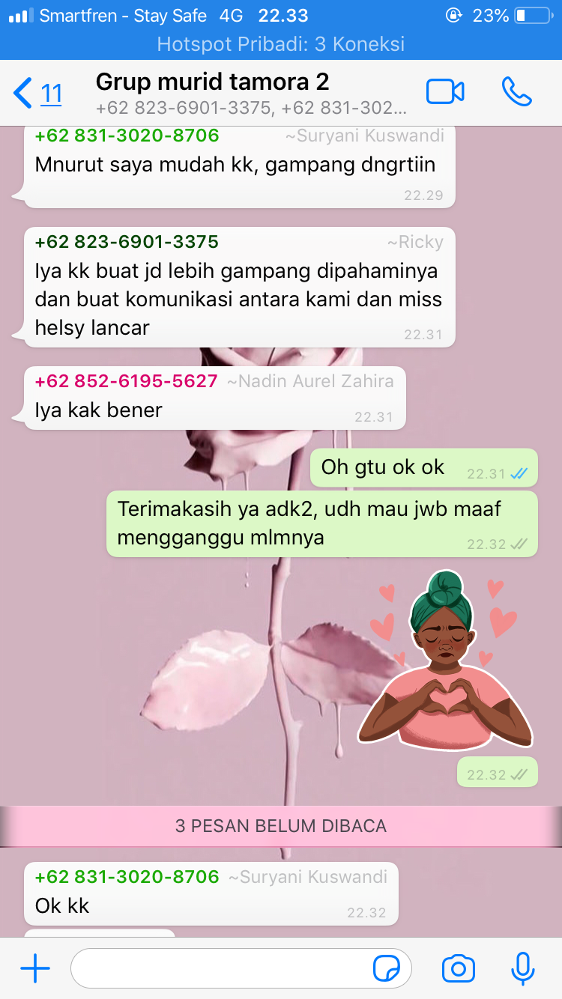 Smartfren - Stay Safe 4G 22.33 23%
Hotspot Pribadi: 3 Koneksi
11
Grup murid tamora 2
+62 823-6901-3375, +62 831-302...
+62 831-3020-8706 ~Suryani Kuswandi
Mnurut saya mudah kk, gampang dngrtiin
22.29
+62 823-6901-3375 ~Ricky
Iya kk buat jd lebih gampang dipahaminya
dan buat komunikasi antara kami dan miss
helsy lancar 22.31
+62 852-6195-5627 ~Nadin Aurel Zahira
Iya kak bener 22.31
Oh gtu ok ok 22.31
Terimakasih ya adk2, udh mau jwb maaf
mengganggu mlmnya 22.32
22.32
3 PESAN BELUM DIBACA
+62 831-3020-8706 ~Suryani Kuswandi
Ok kk 22.32